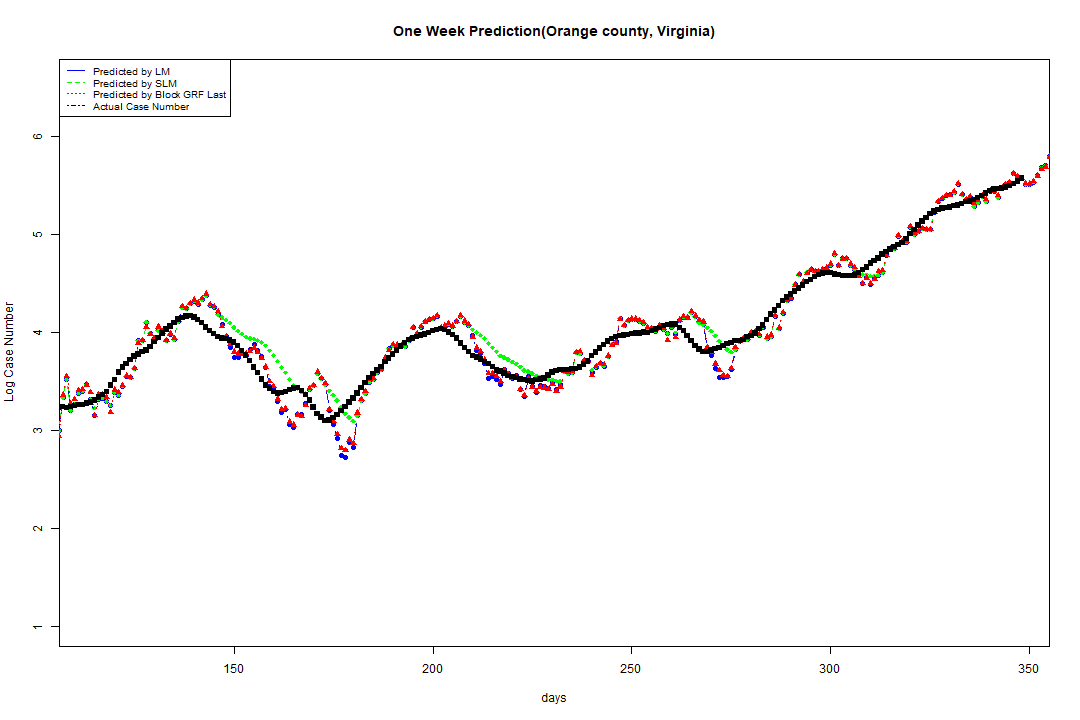 One Week Prediction(Orange county, Virginia)
Predicted by LM
Predicted by SLM
Predicted by Block GRF Last
Actual Case Number
6
5
4
3
2
1
Log Case Number
150 200 250 300 350
days